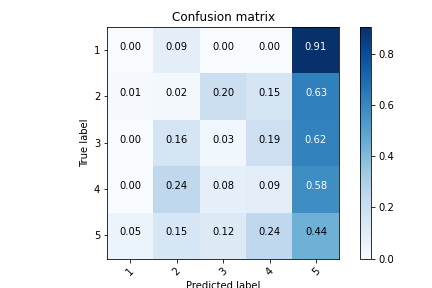 Confusion matrix
True label
1 0.00 0.09 0.00 0.00 0.91
2 0.01 0.02 0.20 0.15 0.63
3 0.00 0.16 0.03 0.19 0.62
4 0.00 0.24 0.08 0.09 0.58
5 0.05 0.15 0.12 0.24 0.44
1 2 3 4 5
Predicted label
0.8
0.6
0.4
0.2
0.0